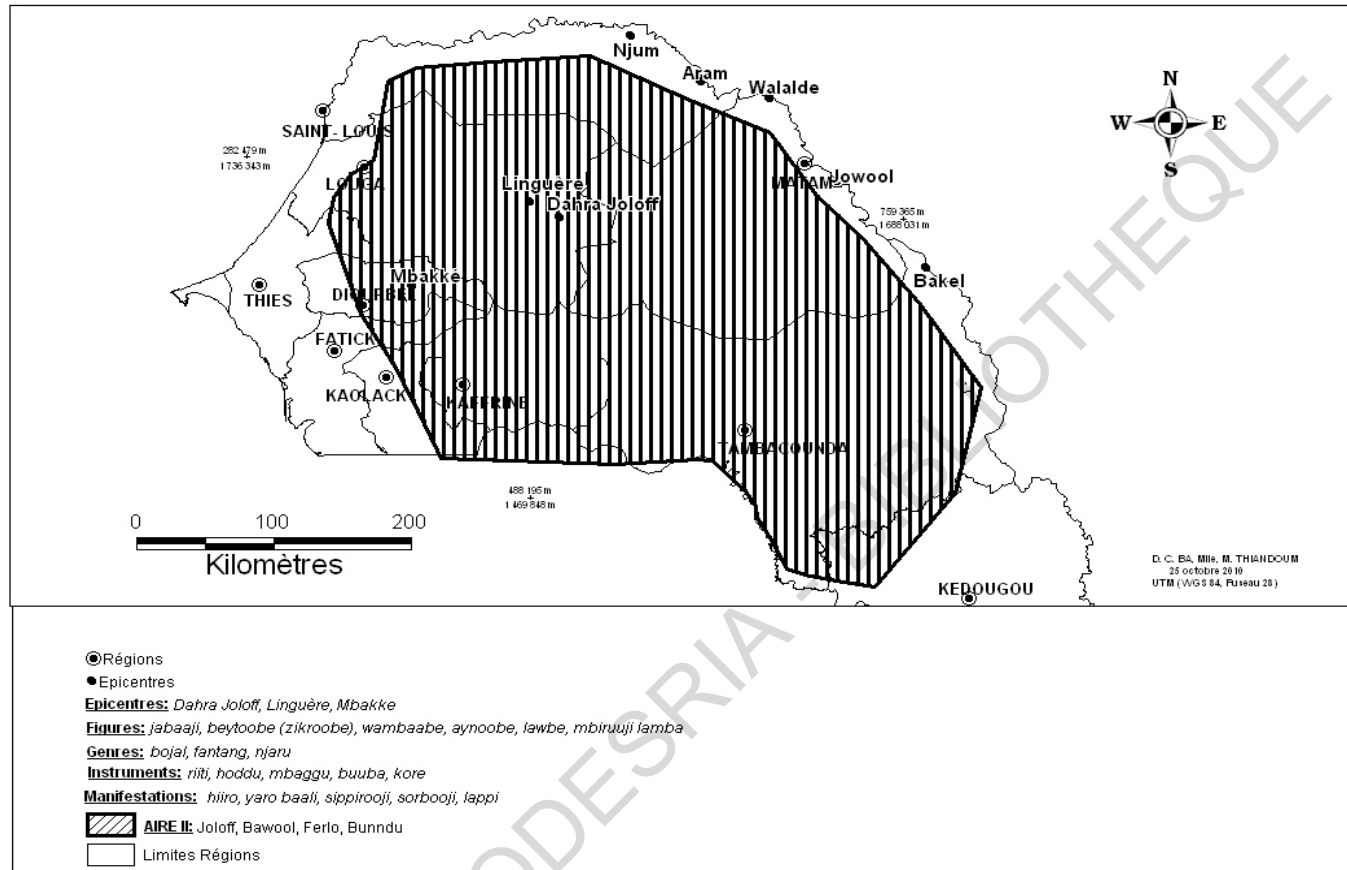 Njum
Aram
Walalde
N
W E
S
SAINT-LOUIS
282 479 m
1 736 343 m
LOUGA
MATAM
Jowool
Linguère
Dahra Joloff
759 365 m
1 688 031 m
Bakel
Mbakké
THIES
DIOURBEL
FATICK
KAOLACK
KAFFRINE
TAMBACOUNDA
488 195 m
1 469 848 m
0 100 200
Kilomètres
KEDOUGOU
D. C. BA, Mlle, M. THIANDOUM
25 octobre 2010
UTM (WGS 84, Fuseau 28)
Régions
Epicentres
Epicentres: Dahra Joloff, Linguère, Mbakke
Figures: jabaaji, beytoobe (zikroobe), wambaabe, aynoobe, lawbe, mbiruuji lamba
Genres: bojal, fantang, njaru
Instruments: riiti, hoddu, mbaggu, buuba, kore
Manifestations: hiiro, yaro baali, sippirooji, sorbooji, lappi
AIRE II: Joloff, Bawool, Ferlo, Bunndu
Limites Régions
CODESRIA - BIBLIOTHEQUE